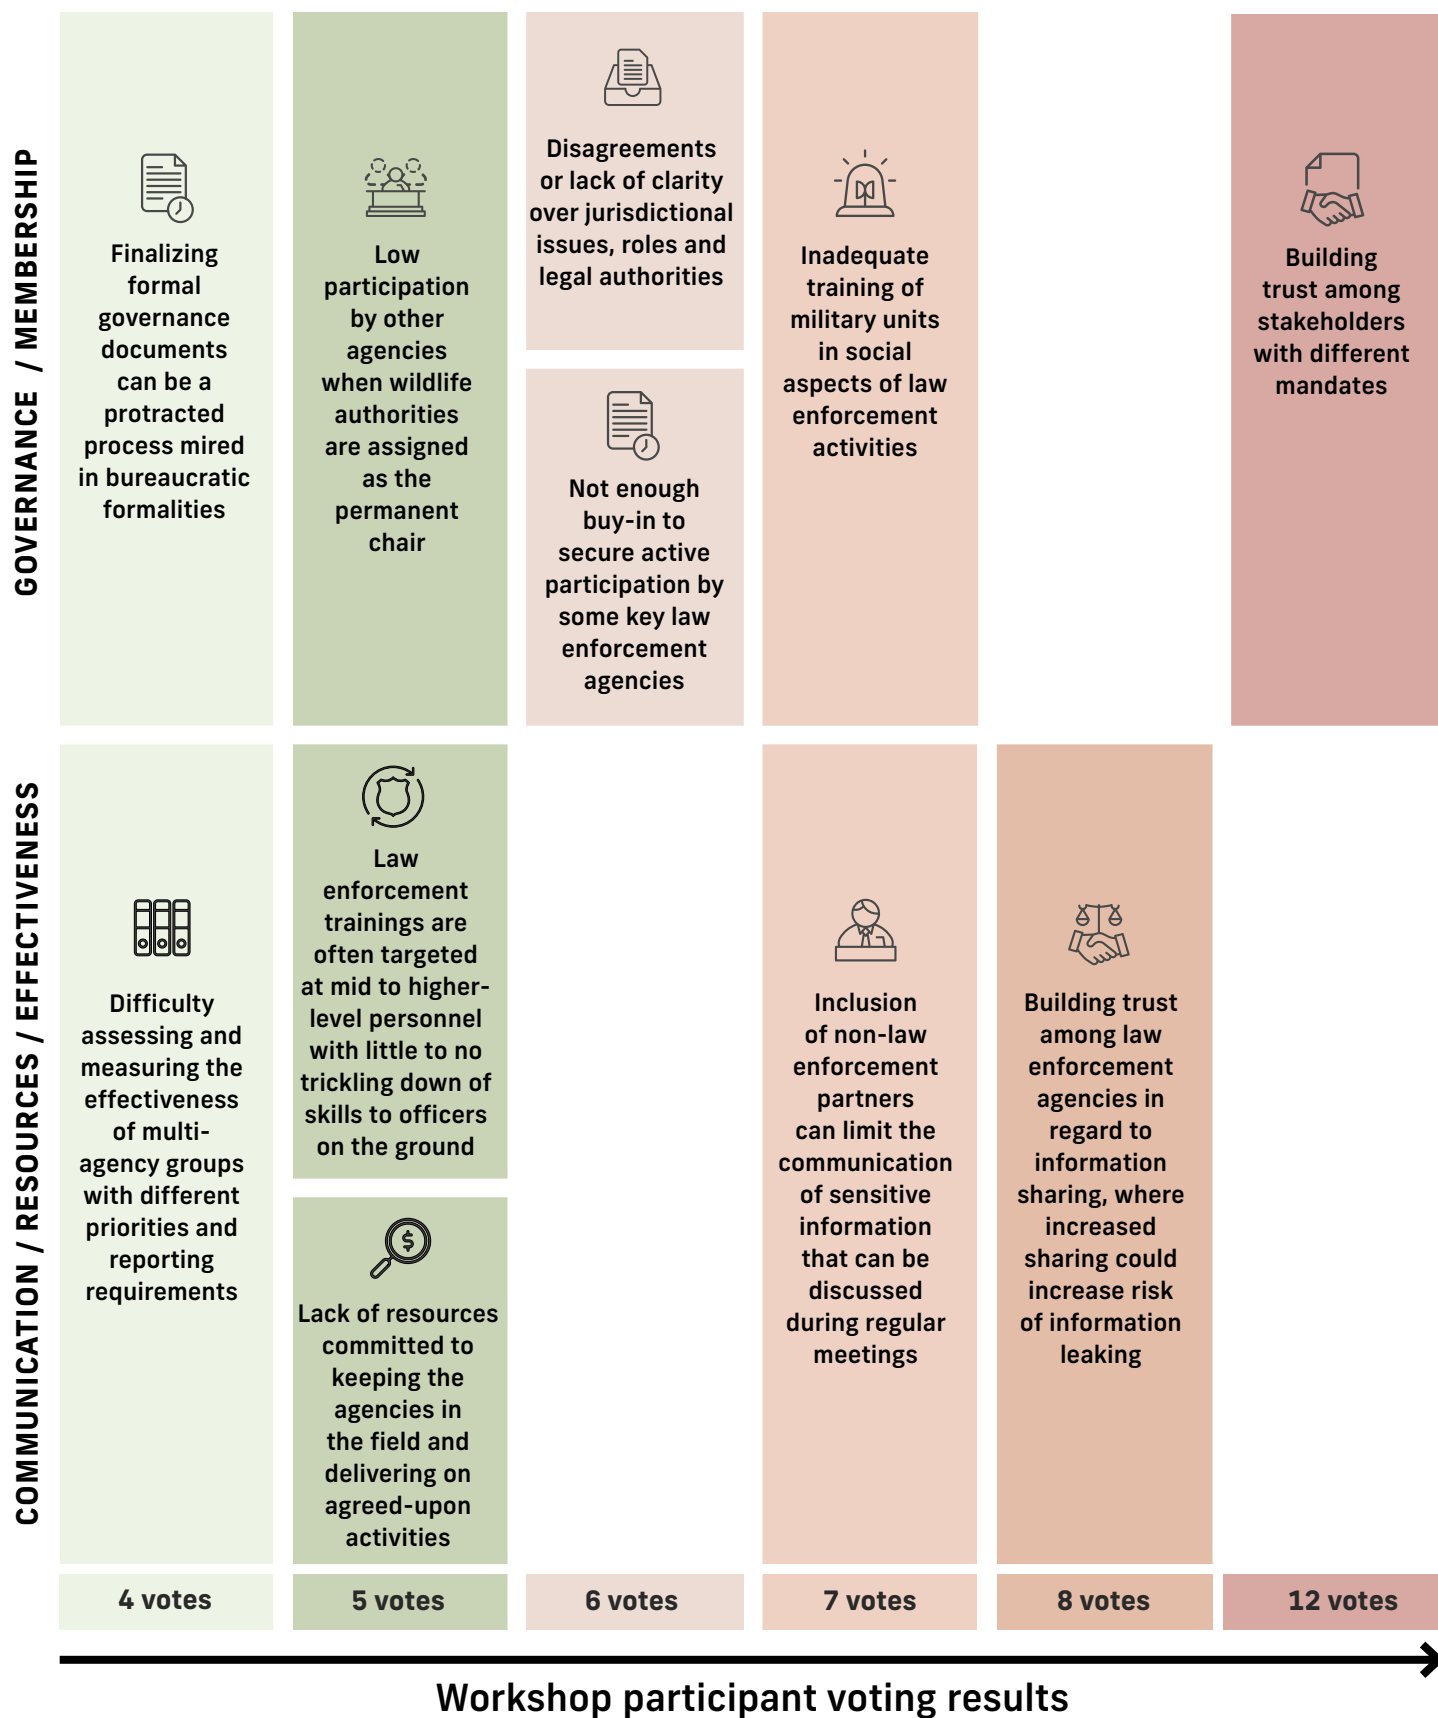 GOVERNANCE / MEMBERSHIP
Finalizing
formal
governance
documents
can be a
protracted
process mired
in bureaucratic
formalities
Low
participation
by other
agencies
when wildlife
authorities
are assigned
as the
permanent
chair
Disagreements
or lack of clarity
over jurisdictional
issues, roles and
legal authorities
Not enough
buy-in to
secure active
participation by
some key law
enforcement
agencies
Inadequate
training of
military units
in social
aspects of law
enforcement
activities
Building
trust among
stakeholders
with different
mandates
COMMUNICATION / RESOURCES / EFFECTIVENESS
Difficulty
assessing and
measuring the
effectiveness
of multi-
agency groups
with different
priorities and
reporting
requirements
Law
enforcement
trainings are
often targeted
at mid to higher-
level personnel
with little to no
trickling down of
skills to officers
on the ground
$
Lack of resources
committed to
keeping the
agencies in
the field and
delivering on
agreed-upon
activities
Inclusion
of non-law
enforcement
partners
can limit the
communication
of sensitive
information
that can be
discussed
during regular
meetings
Building trust
among law
enforcement
agencies in
regard to
information
sharing, where
increased
sharing could
increase risk
of information
leaking
4 votes
5 votes
6 votes
7 votes
8 votes
12 votes
Workshop participant voting results